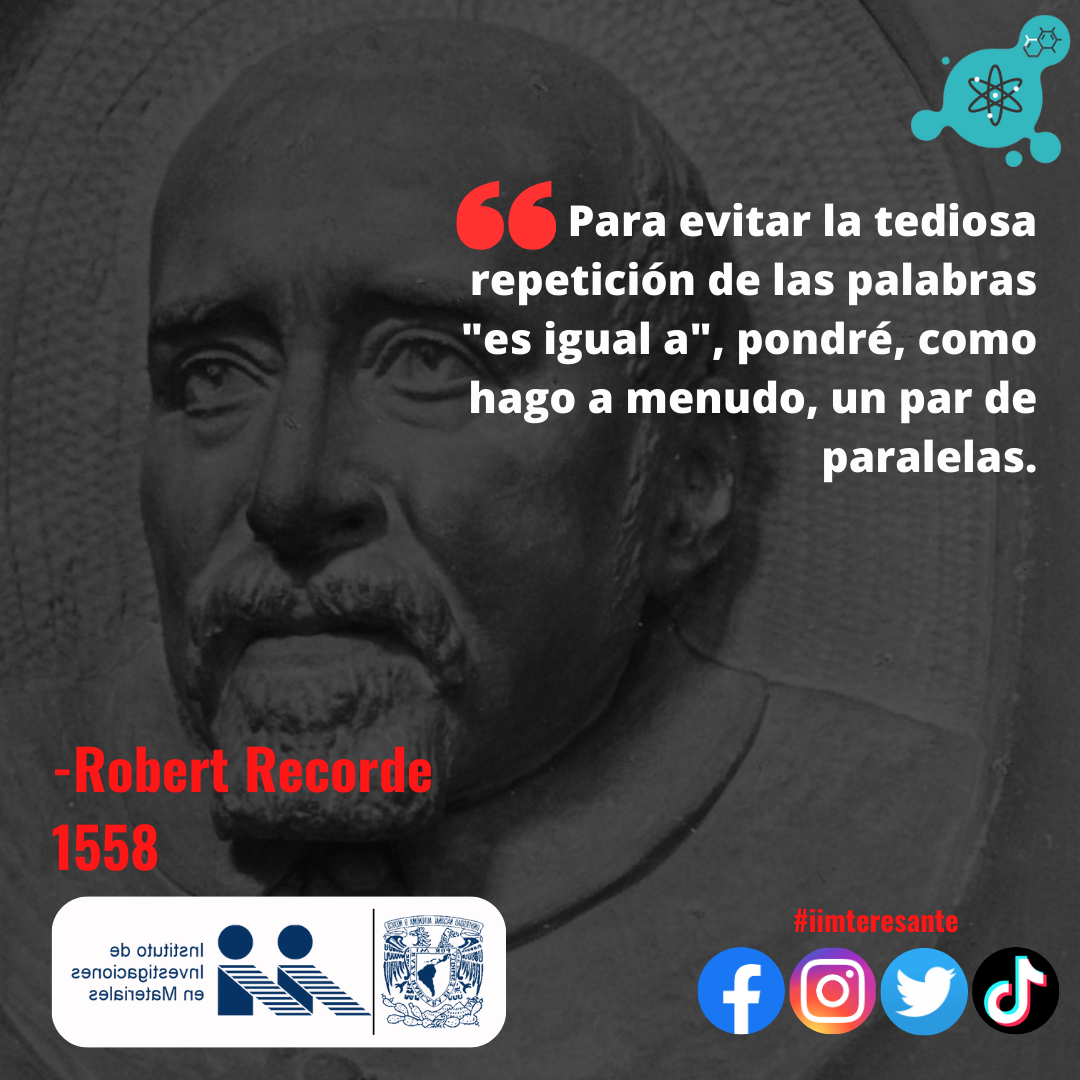 Para evitar la tediosa
repetición de las palabras
"es igual a", pondré, como
hago a menudo, un par de
paralelas.
-Robert Recorde
1558
Instituto de
Investigaciones
en Materiales
#iimteresante